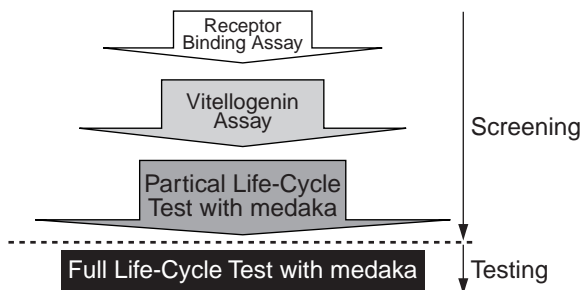 Receptor
Binding Assay
Vitellogenin
Assay
Screening
Partical Life-Cycle
Test with medaka
Full Life-Cycle Test with medaka
Testing